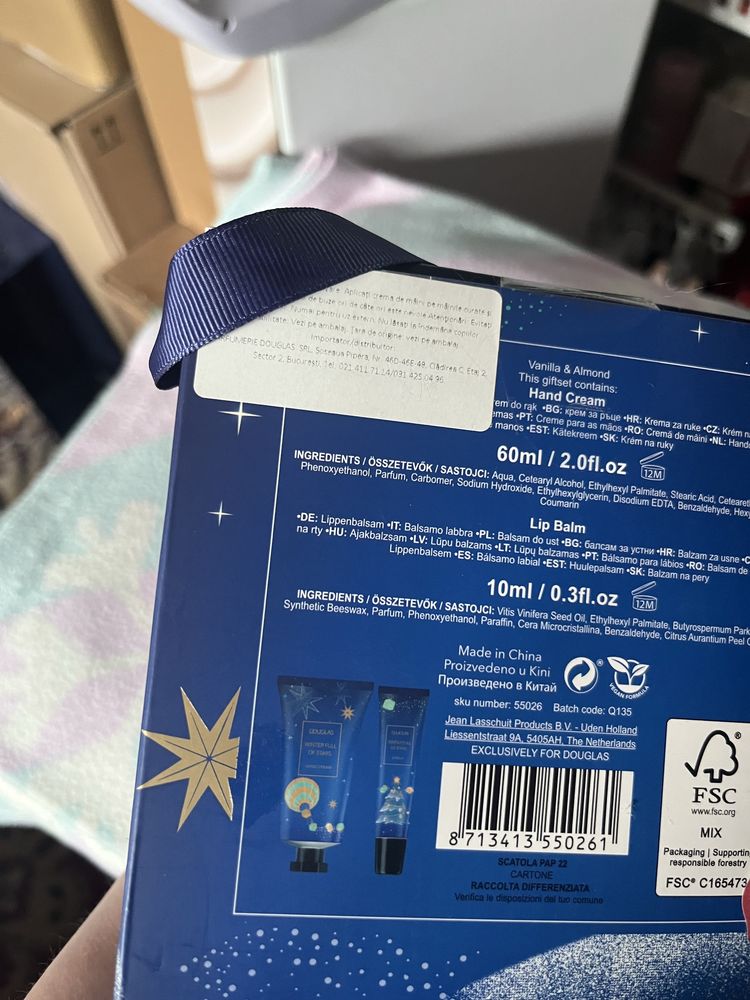 are. Aplicați crema de mâini pe mâinile curate și
de buze ori de câte ori este nevoie Atenționări: Evitați
Numai pentru uz extern. Nu lăsați la îndemâna copiilor.
Vezi pe ambalaj. Țara de origine: vezi pe ambalaj.
Importator/distribuitor:
PARFUMERIE DOUGLAS SRL, Soseaua Pipera, Nr. 46D-46E-48, Clădirea C, Etaj 2,
Sector 2, București, Tel: 021 411 71 14/031 425 04 96
Vanilla & Almond
This giftset contains:
Hand Cream
em do rąk •BG: крем за ръце •HR: Krema za ruke •CZ: Krém n
emas •PT: Creme para as mãos •RO: Cremă de mâini •NL: Hand
manos •EST: Kätekreem •SK: Krém na ruky
60ml / 2.0fl.oz
12M
INGREDIENTS / ÖSSZETEVŐK / SASTOJCI: Aqua, Cetearyl Alcohol, Ethylhexyl Palmitate, Stearic Acid, Ceteareth
Phenoxyethanol, Parfum, Carbomer, Sodium Hydroxide, Ethylhexylglycerin, Disodium EDTA, Benzaldehyde, Hex
Coumarin
Lip Balm
•DE: Lippenbalsam •IT: Balsamo labbra •PL: Balsam do ust •BG: балсам за устни •HR: Balzam za usne •C
na rty •HU: Ajakbalzsam •LV: Lūpu balzams •LT: Lūpų balzamas •PT: Bálsamo para lábios •RO: Balsam de
Lippenbalsem •ES: Bálsamo labial •EST: Huulepalsam •SK: Balzam na pery
10ml / 0.3fl.oz
12M
INGREDIENTS / ÖSSZETEVŐK / SASTOJCI: Vitis Vinifera Seed Oil, Ethylhexyl Palmitate, Butyrospermum Park
Synthetic Beeswax, Parfum, Phenoxyethanol, Paraffin, Cera Microcristallina, Benzaldehyde, Citrus Aurantium Peel O
Made in China
Proizvedeno u Kini
Произведено в Китай
VEGAN FORMULA
sku number: 55026 Batch code: Q135
Jean Lasschuit Products B.V. - Uden Holland
Liessentstraat 9A, 5405AH, The Netherlands
EXCLUSIVELY FOR DOUGLAS
DOUGLAS
WINTER FULL
OF STARS
HAND CREAM
8 713413 550261
SCATOLA PAP 22
CARTONE
RACCOLTA DIFFERENZIATA
Verifica le disposizioni del tuo comune
FSC®
www.fsc.org
MIX
Packaging | Supporting
responsible forestry
FSC® C165473